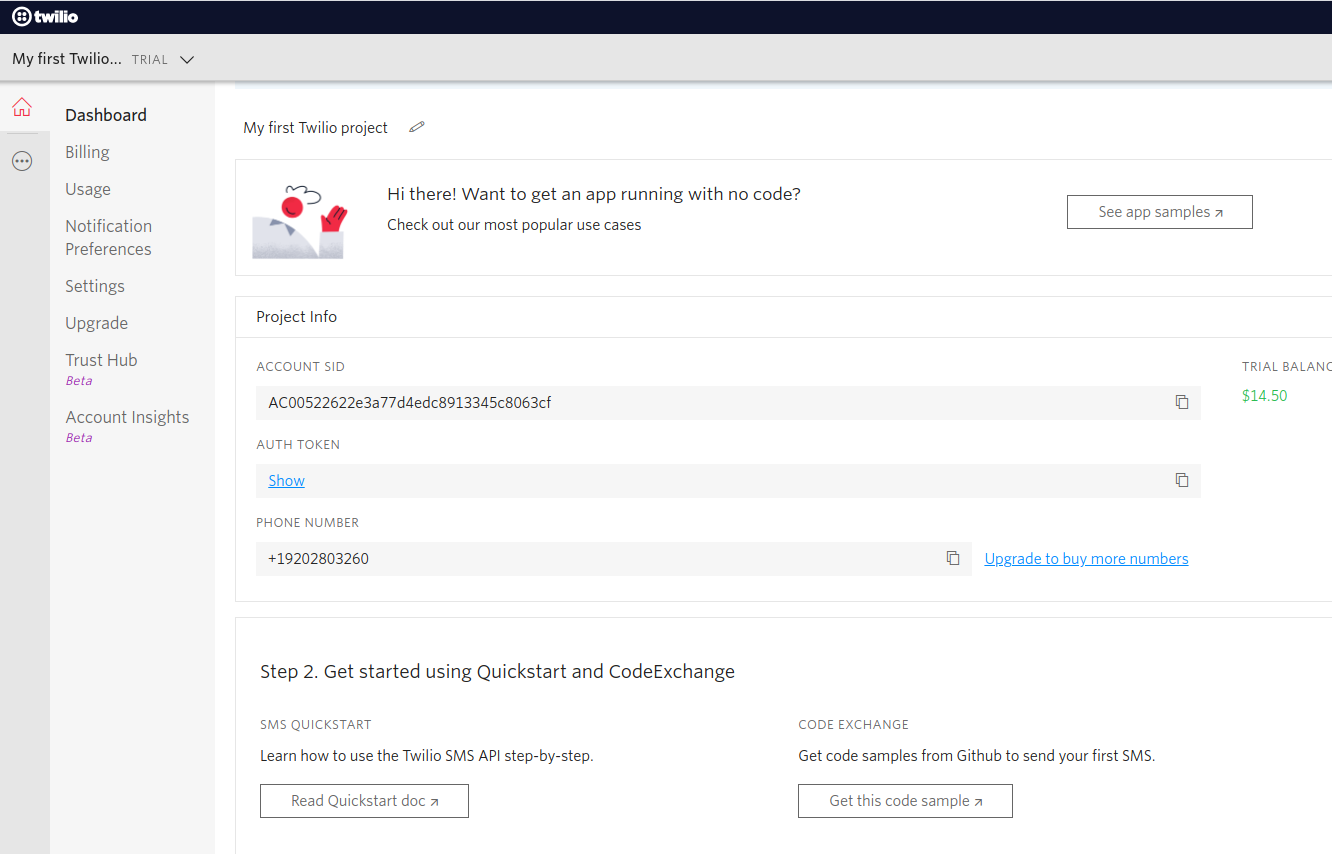 twilio
My first Twilio... TRIAL
Dashboard
Billing
Usage
Notification
Preferences
Settings
Upgrade
Trust Hub
Beta
Account Insights
Beta
My first Twilio project
Hi there! Want to get an app running with no code?
Check out our most popular use cases
See app samples
Project Info
ACCOUNT SID
AC00522622e3a77d4edc8913345c8063cf
AUTH TOKEN
Show
PHONE NUMBER
+19202803260
Upgrade to buy more numbers
TRIAL BALANC
$14.50
Step 2. Get started using Quickstart and CodeExchange
SMS QUICKSTART
Learn how to use the Twilio SMS API step-by-step.
Read Quickstart doc
CODE EXCHANGE
Get code samples from Github to send your first SMS.
Get this code sample